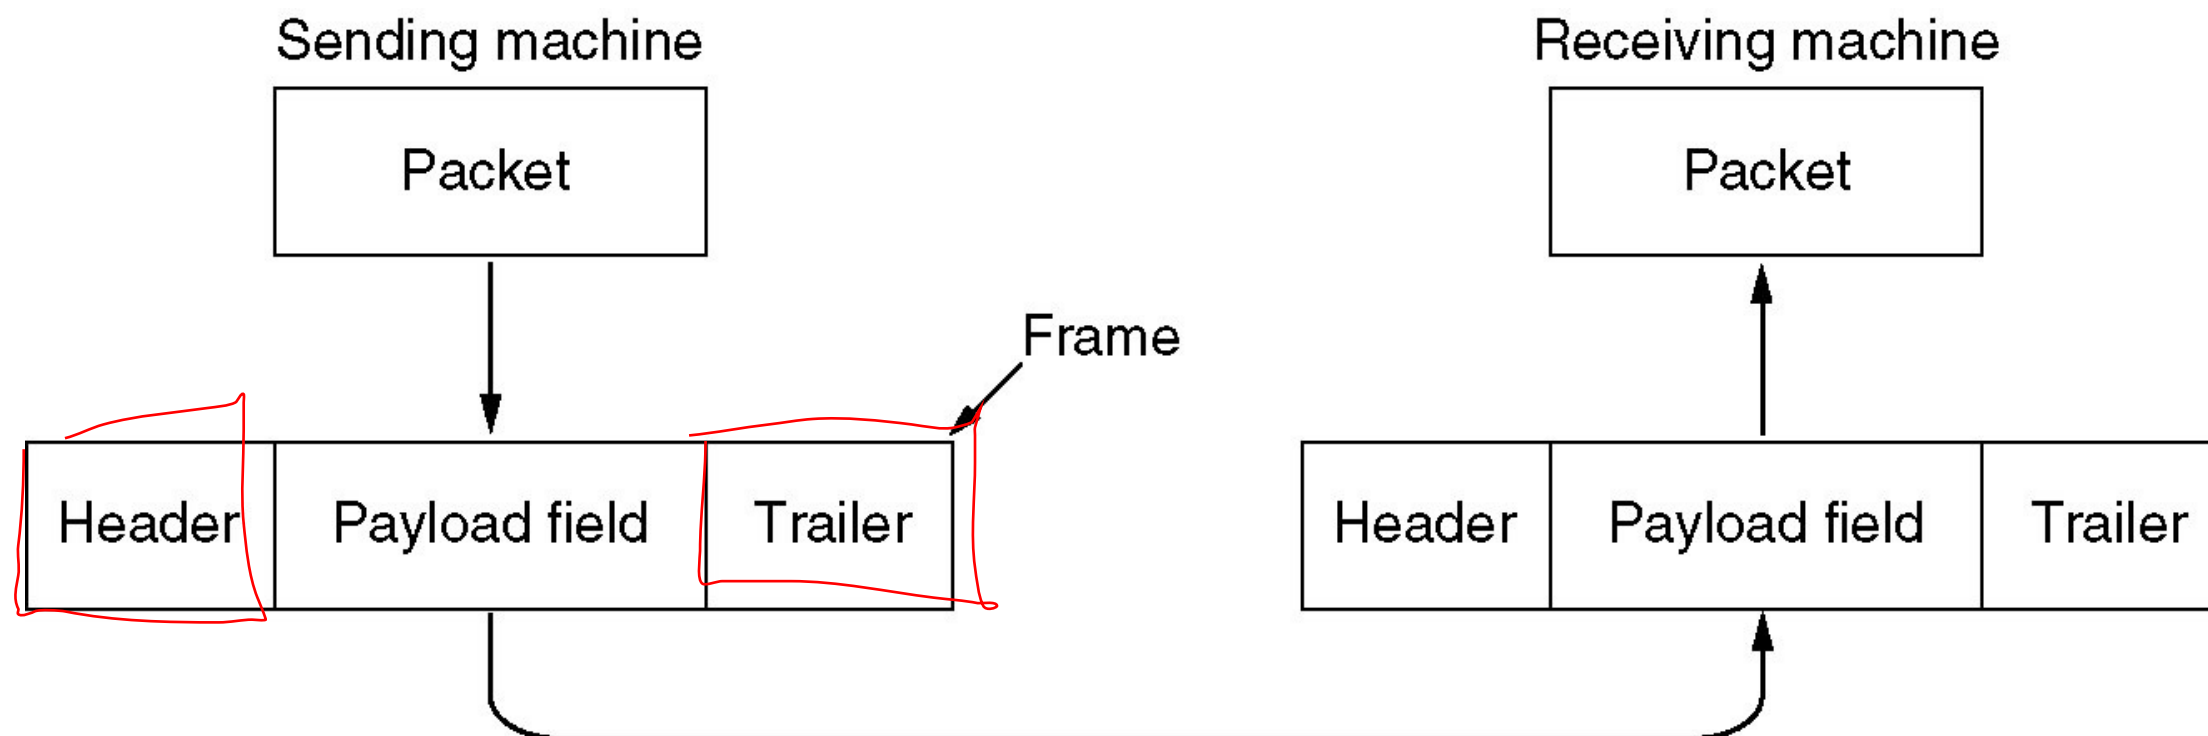 Sending machine
Receiving machine
Packet
Packet
Frame
Header Payload field Trailer
Header Payload field Trailer